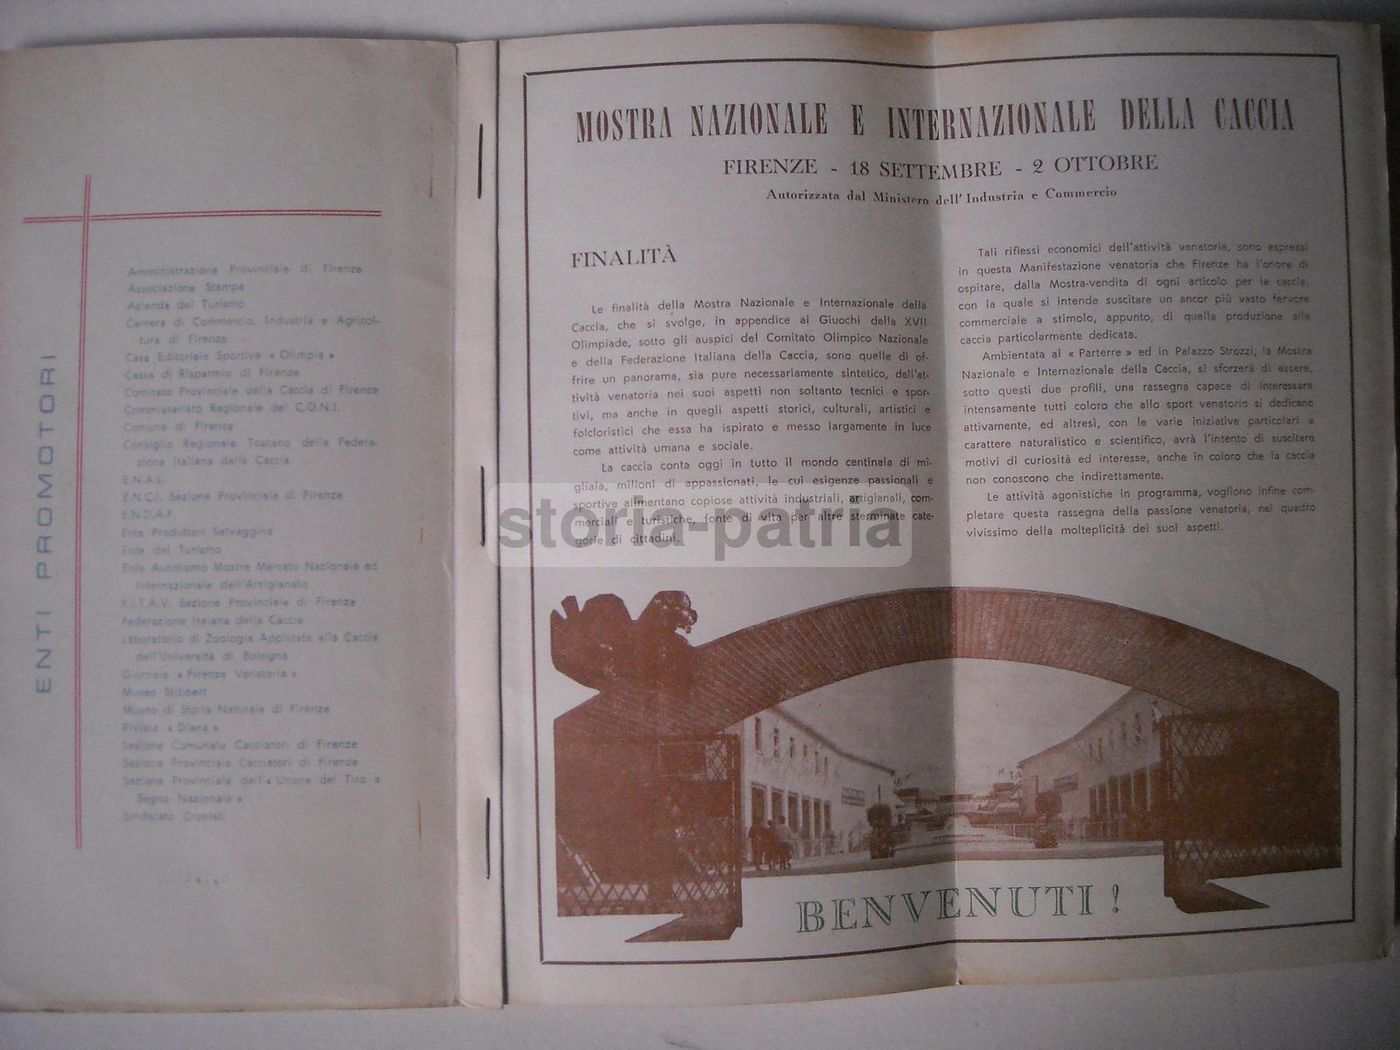 ENTI PROMOTORI
Amministrazione Provinciale di Firenze
Associazione Stampa
Azienda del Turismo
Camera di Commercio, Industria e Agricol-
tura di Firenze
Casa Editoriale Sportiva « Olimpia »
Cassa di Risparmio di Firenze
Comitato Provinciale della Caccia di Firenze
Commissariato Regionale del C.O.N.I.
Comune di Firenze
Consiglio Regionale Toscano della Federa-
zione Italiana della Caccia
E.N.A.L.
E.N.C.I. Sezione Provinciale di Firenze
E.N.D.A.F.
Ente Produttori Selvaggina
Ente del Turismo
Ente Autonomo Mostra Mercato Nazionale ed
Internazionale dell'Artigianato
F.I.T.A.V. Sezione Provinciale di Firenze
Federazione Italiana della Caccia
Laboratorio di Zoologia Applicata alla Caccia
dell'Università di Bologna
Giornale « Firenze Venatoria »
Museo Stibbert
Museo di Storia Naturale di Firenze
Rivista « Diana »
Sezione Comunale Cacciatori di Firenze
Sezione Provinciale Cacciatori di Firenze
Sezione Provinciale dell'« Unione del Tiro a
Segno Nazionale »
Sindacato Cronisti
MOSTRA NAZIONALE E INTERNAZIONALE DELLA CACCIA
FIRENZE - 18 SETTEMBRE - 2 OTTOBRE
Autorizzata dal Ministero dell'Industria e Commercio
FINALITÀ
Le finalità della Mostra Nazionale e Internazionale della
Caccia, che si svolge, in appendice ai Giuochi della XVII
Olimpiade, sotto gli auspici del Comitato Olimpico Nazionale
e della Federazione Italiana della Caccia, sono quelle di of-
frire un panorama, sia pure necessariamente sintetico, dell'at-
tività venatoria nei suoi aspetti non soltanto tecnici e spor-
tivi, ma anche in quegli aspetti storici, culturali, artistici e
folcloristici che essa ha ispirato e messo largamente in luce
come attività umana e sociale.
La caccia conta oggi in tutto il mondo centinaia di mi-
gliaia, milioni di appassionati, le cui esigenze passionali e
sportive alimentano copiose attività industriali, artigianali, com-
merciali e turistiche, fonte di vita per altre sterminate cate-
gorie di cittadini.
Tali riflessi economici dell'attività venatoria, sono espressi
in questa Manifestazione venatoria che Firenze ha l'onore di
ospitare, dalla Mostra-vendita di ogni articolo per la caccia,
con la quale si intende suscitare un ancor più vasto fervore
commerciale a stimolo, appunto, di quella produzione alla
caccia particolarmente dedicata.
Ambientata al « Parterre » ed in Palazzo Strozzi, la Mostra
Nazionale e Internazionale della Caccia, si sforzerà di essere,
sotto questi due profili, una rassegna capace di interessare
intensamente tutti coloro che allo sport venatorio si dedicano
attivamente, ed altresì, con le varie iniziative particolari a
carattere naturalistico e scientifico, avrà l'intento di suscitare
motivi di curiosità ed interesse, anche in coloro che la caccia
non conoscono che indirettamente.
Le attività agonistiche in programma, vogliono infine com-
pletare questa rassegna della passione venatoria, nel quadro
vivissimo della molteplicità dei suoi aspetti.
storia-patria
BENVENUTI !